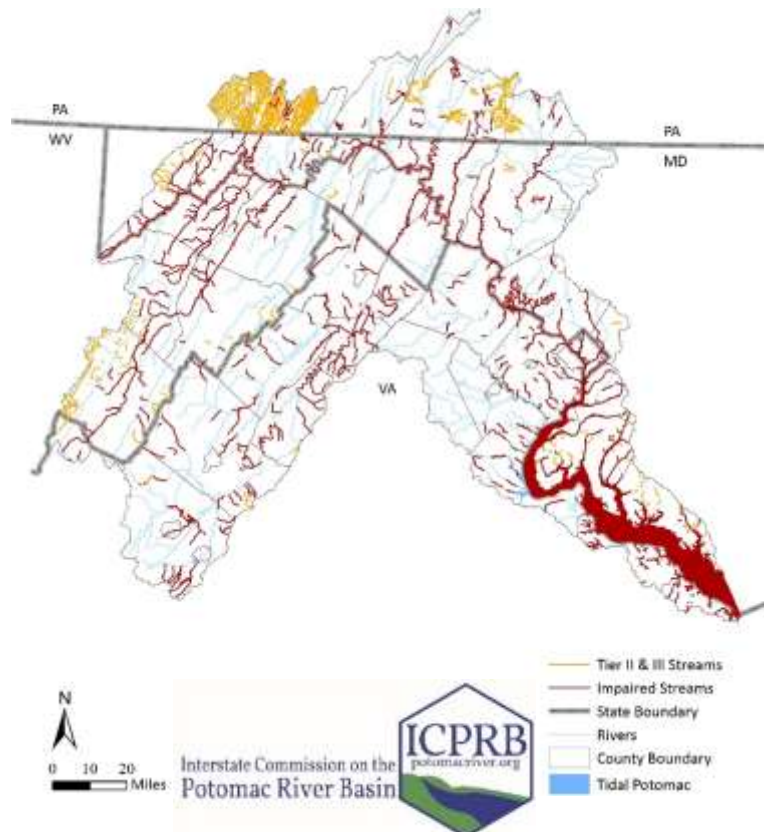 PA
WV
PA
MD
VA
N
0 10 20
Miles
Interstate Commission on the
Potomac River Basin
ICPRB
potomacriver.org
Tier II & III Streams
Impaired Streams
State Boundary
Rivers
County Boundary
Tidal Potomac